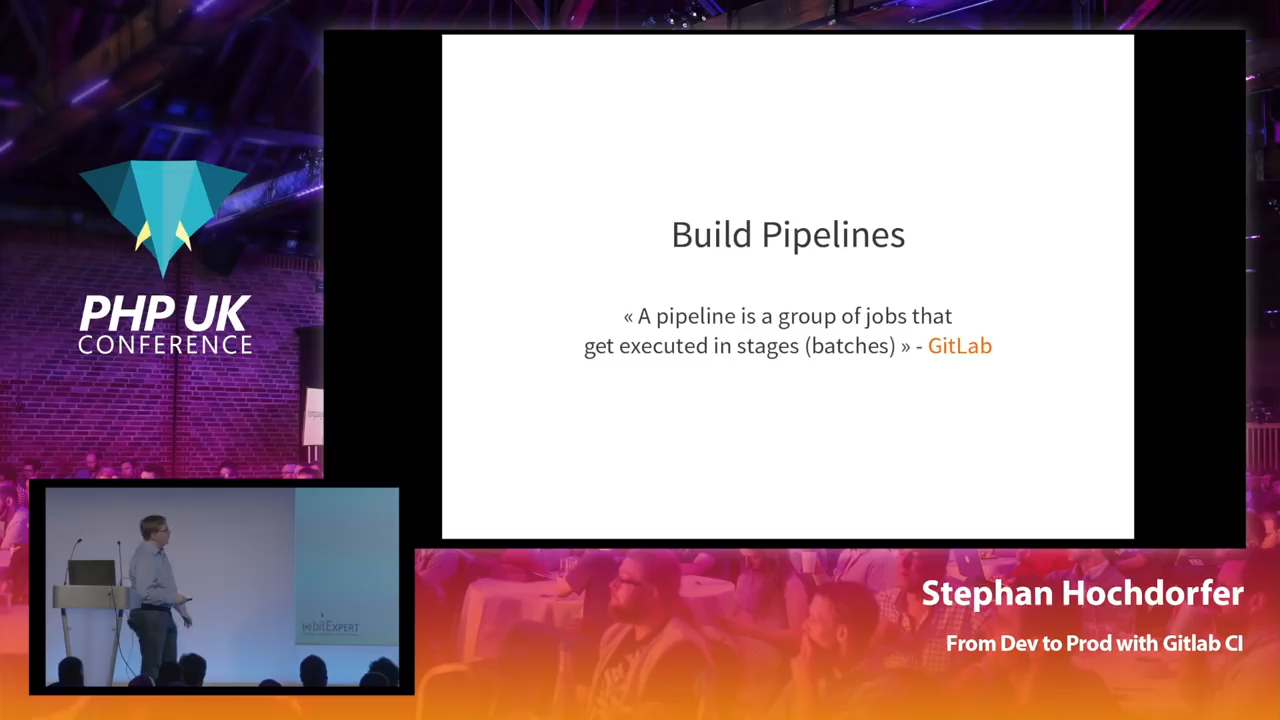 PHP UK
CONFERENCE
Build Pipelines
« A pipeline is a group of jobs that
get executed in stages (batches) » - GitLab
bitExpert
Stephan Hochdorfer
From Dev to Prod with Gitlab CI